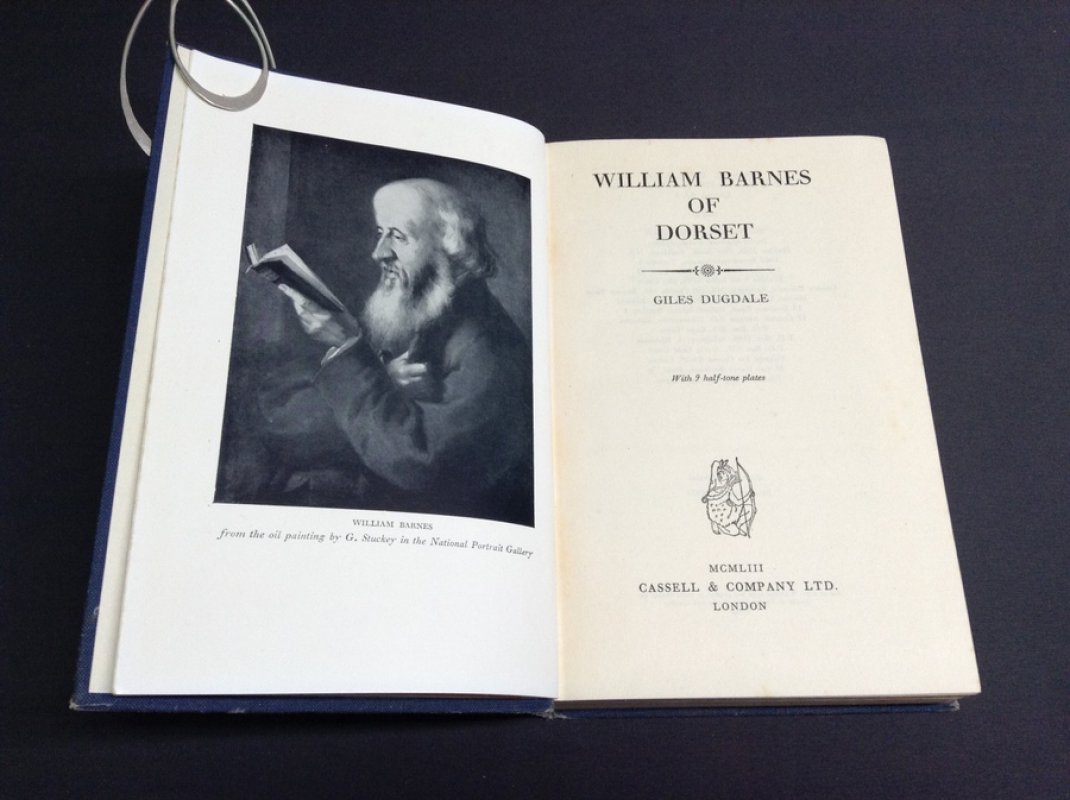 WILLIAM BARNES
from the oil painting by G. Stuckey in the National Portrait Gallery
WILLIAM BARNES
OF
DORSET
GILES DUGDALE
With 9 half-tone plates
MCMLIII
CASSELL & COMPANY LTD.
LONDON